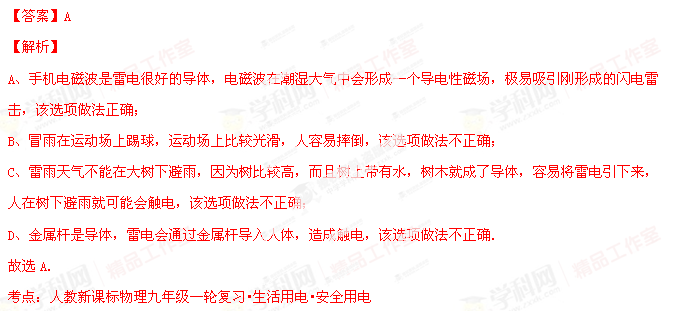 【答案】A
【解析】
A、手机电磁波是雷电很好的导体，电磁波在潮湿大气中会形成一个导电性磁场，极易吸引刚形成的闪电雷
击，该选项做法正确；
B、冒雨在运动场上踢球，运动场上比较光滑，人容易摔倒，该选项做法不正确；
C、雷雨天气不能在大树下避雨，因为树比较高，而且树上带有水，树木就成了导体，容易将雷电引下来，
人在树下避雨就可能会触电，该选项做法不正确；
D、金属杆是导体，雷电会通过金属杆导入人体，造成触电，该选项做法不正确．
故选 A.
考点：人教新课标物理九年级一轮复习•生活用电•安全用电